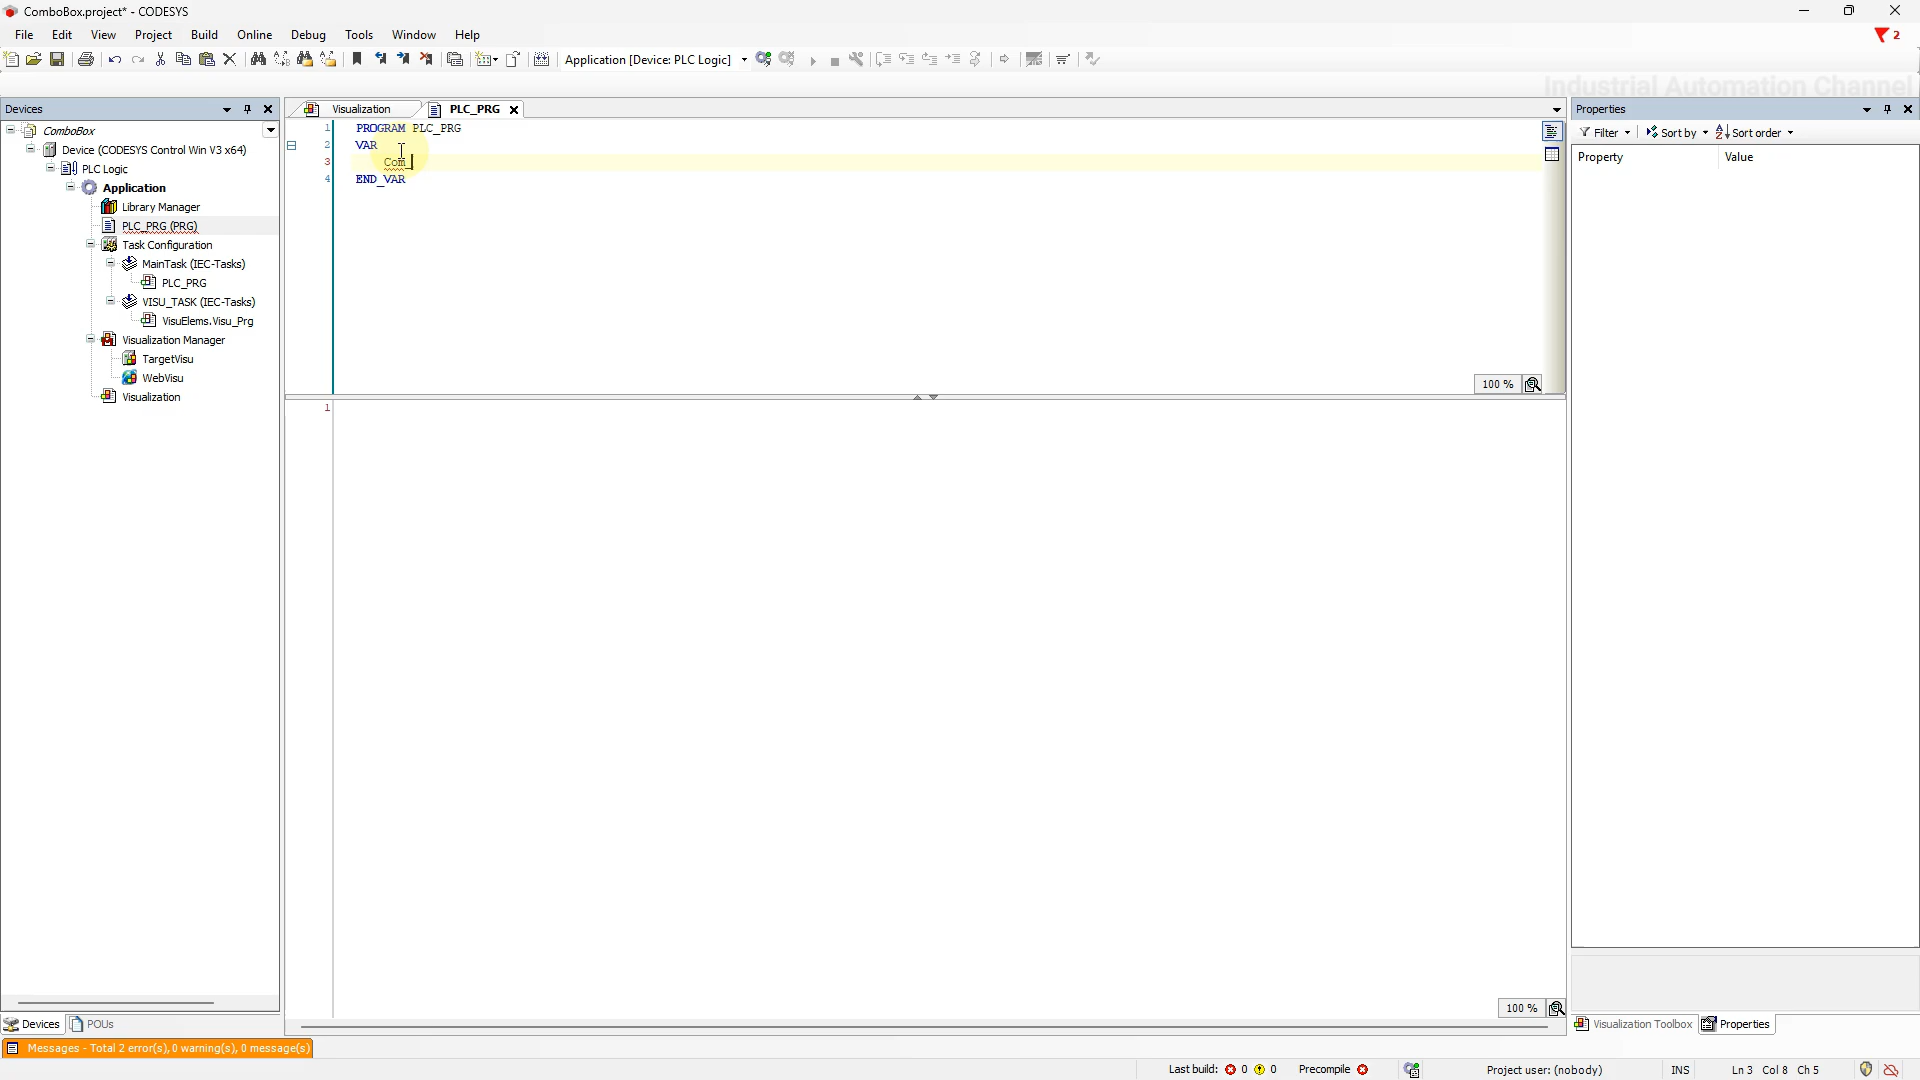 ComboBox.project* - CODESYS
File Edit View Project Build Online Debug Tools Window Help
2
Application [Device: PLC Logic]
Industrial Automation Channel
Devices
Visualization
PLC_PRG
Properties
ComboBox
Device (CODESYS Control Win V3 x64)
PLC Logic
Application
Library Manager
PLC_PRG (PRG)
Task Configuration
MainTask (IEC-Tasks)
PLC_PRG
VISU_TASK (IEC-Tasks)
VisuElems.Visu_Prg
Visualization Manager
TargetVisu
WebVisu
Visualization
1 PROGRAM PLC_PRG
2 VAR
3 Com_
4 END_VAR
100 %
1
100 %
Filter Sort by Sort order
Property Value
Devices POUs
Visualization Toolbox Properties
Messages - Total 2 error(s), 0 warning(s), 0 message(s)
Last build: 0 0 Precompile Project user: (nobody) INS Ln 3 Col 8 Ch 5